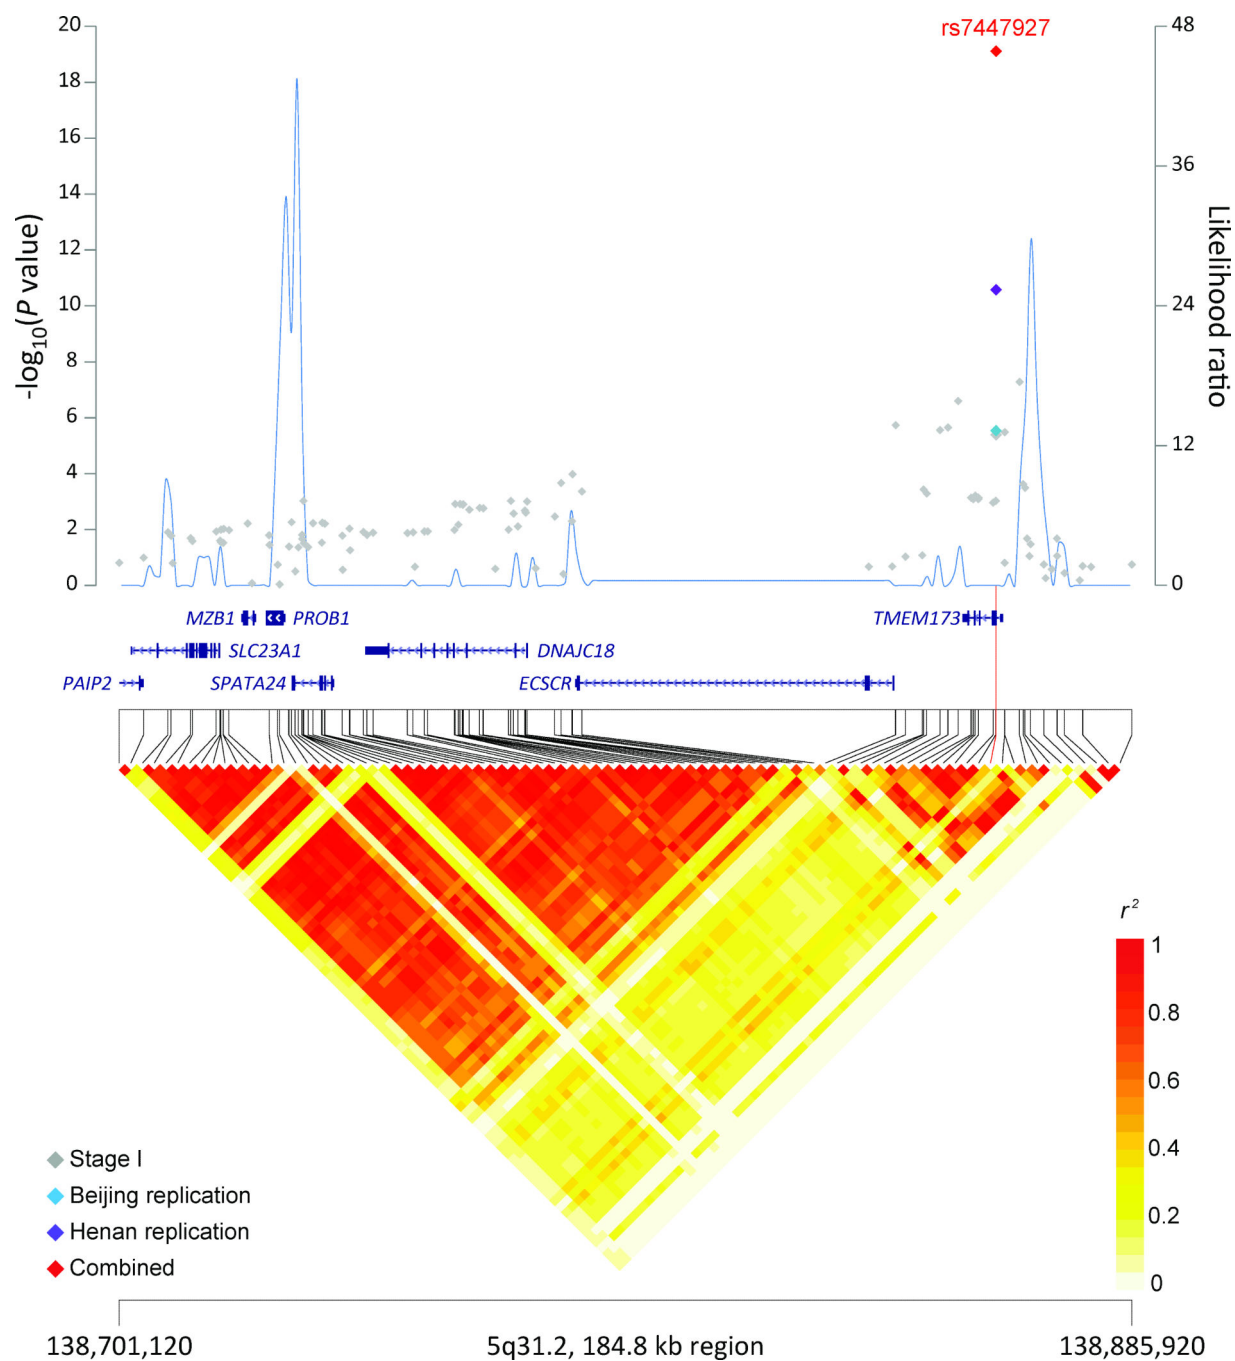 rs7447927
20
18
16
14
12
10
8
6
4
2
0
-log10(P value)
48
36
24
12
0
Likelihood ratio
MZB1 PROB1 TMEM173
SLC23A1 DNAJC18
PAIP2 SPATA24 ECSCR
r²
1
0.8
0.6
0.4
0.2
0
Stage I
Beijing replication
Henan replication
Combined
138,701,120 5q31.2, 184.8 kb region 138,885,920